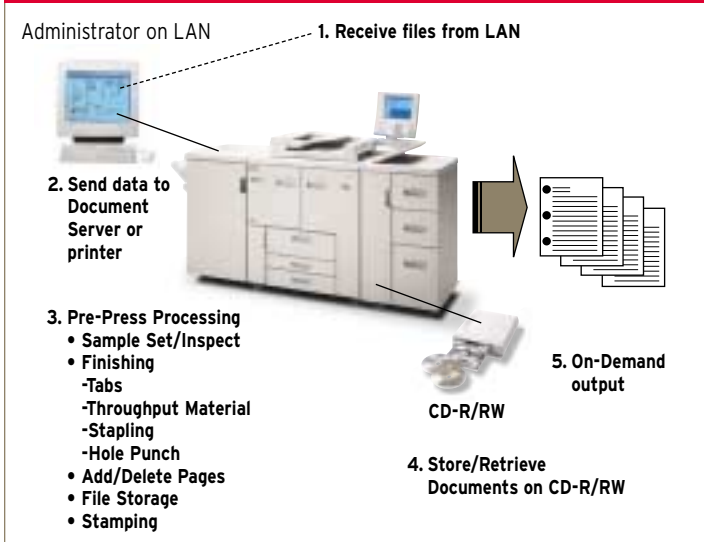 Administrator on LAN
1. Receive files from LAN
2. Send data to
Document
Server or
printer
3. Pre-Press Processing
• Sample Set/Inspect
• Finishing
-Tabs
-Throughput Material
-Stapling
-Hole Punch
• Add/Delete Pages
• File Storage
• Stamping
CD-R/RW
4. Store/Retrieve
Documents on CD-R/RW
5. On-Demand
output